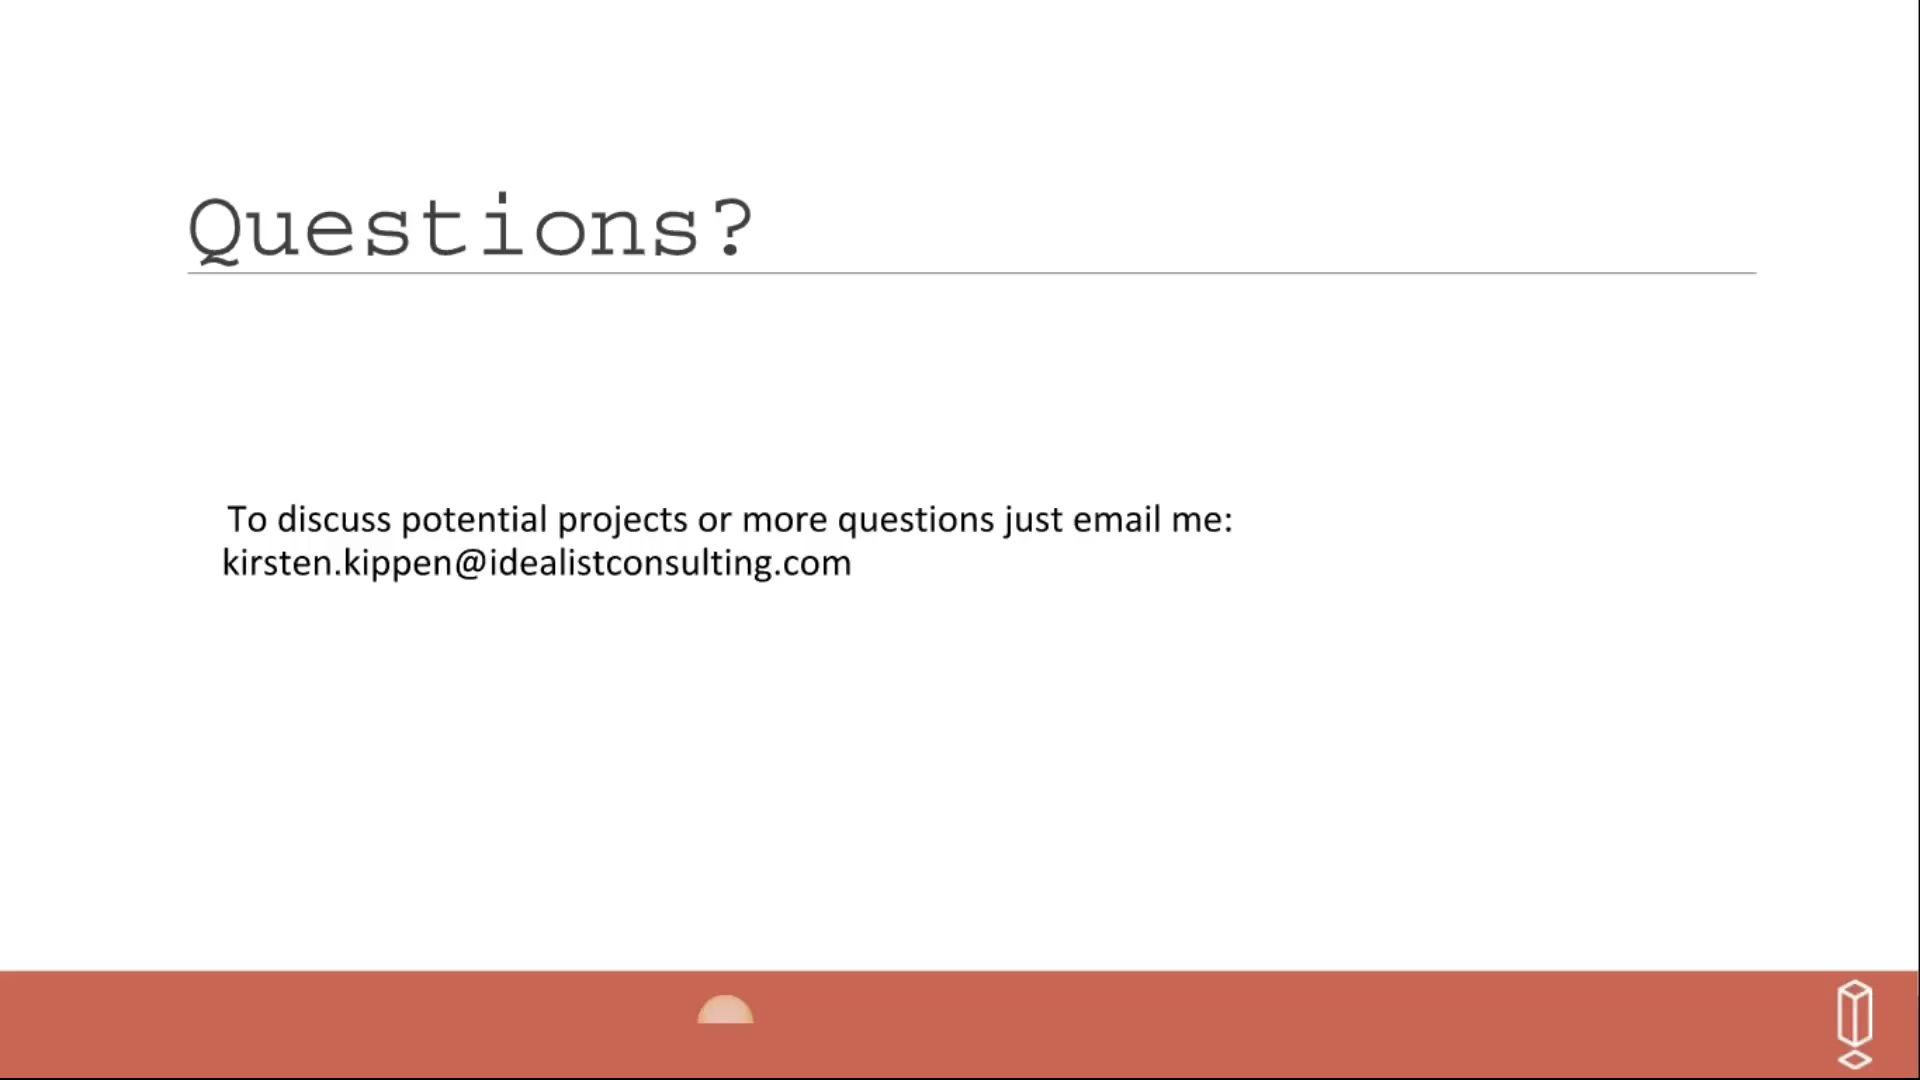 Questions?
To discuss potential projects or more questions just email me:
kirsten.kippen@idealistconsulting.com